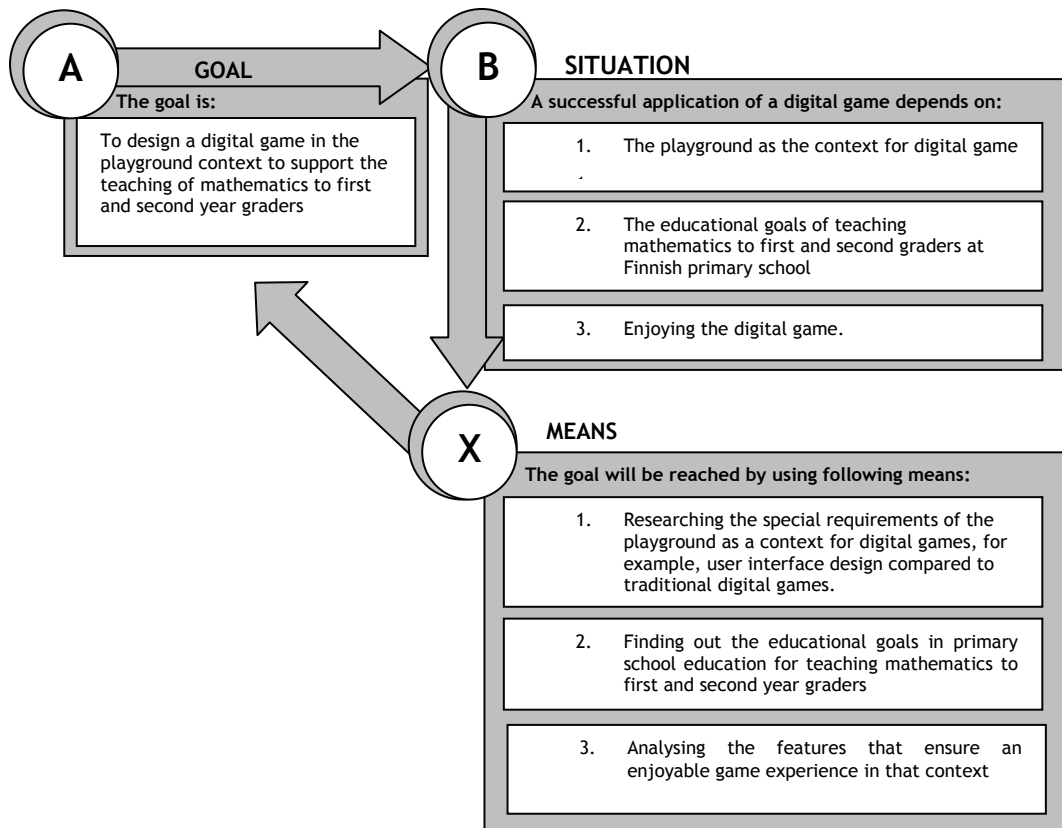 A
GOAL
The goal is:
To design a digital game in the
playground context to support the
teaching of mathematics to first
and second year graders
B
SITUATION
A successful application of a digital game depends on:
1. The playground as the context for digital game
2. The educational goals of teaching
mathematics to first and second graders at
Finnish primary school
3. Enjoying the digital game.
X
MEANS
The goal will be reached by using following means:
1. Researching the special requirements of the
playground as a context for digital games, for
example, user interface design compared to
traditional digital games.
2. Finding out the educational goals in primary
school education for teaching mathematics to
first and second year graders
3. Analysing the features that ensure an
enjoyable game experience in that context